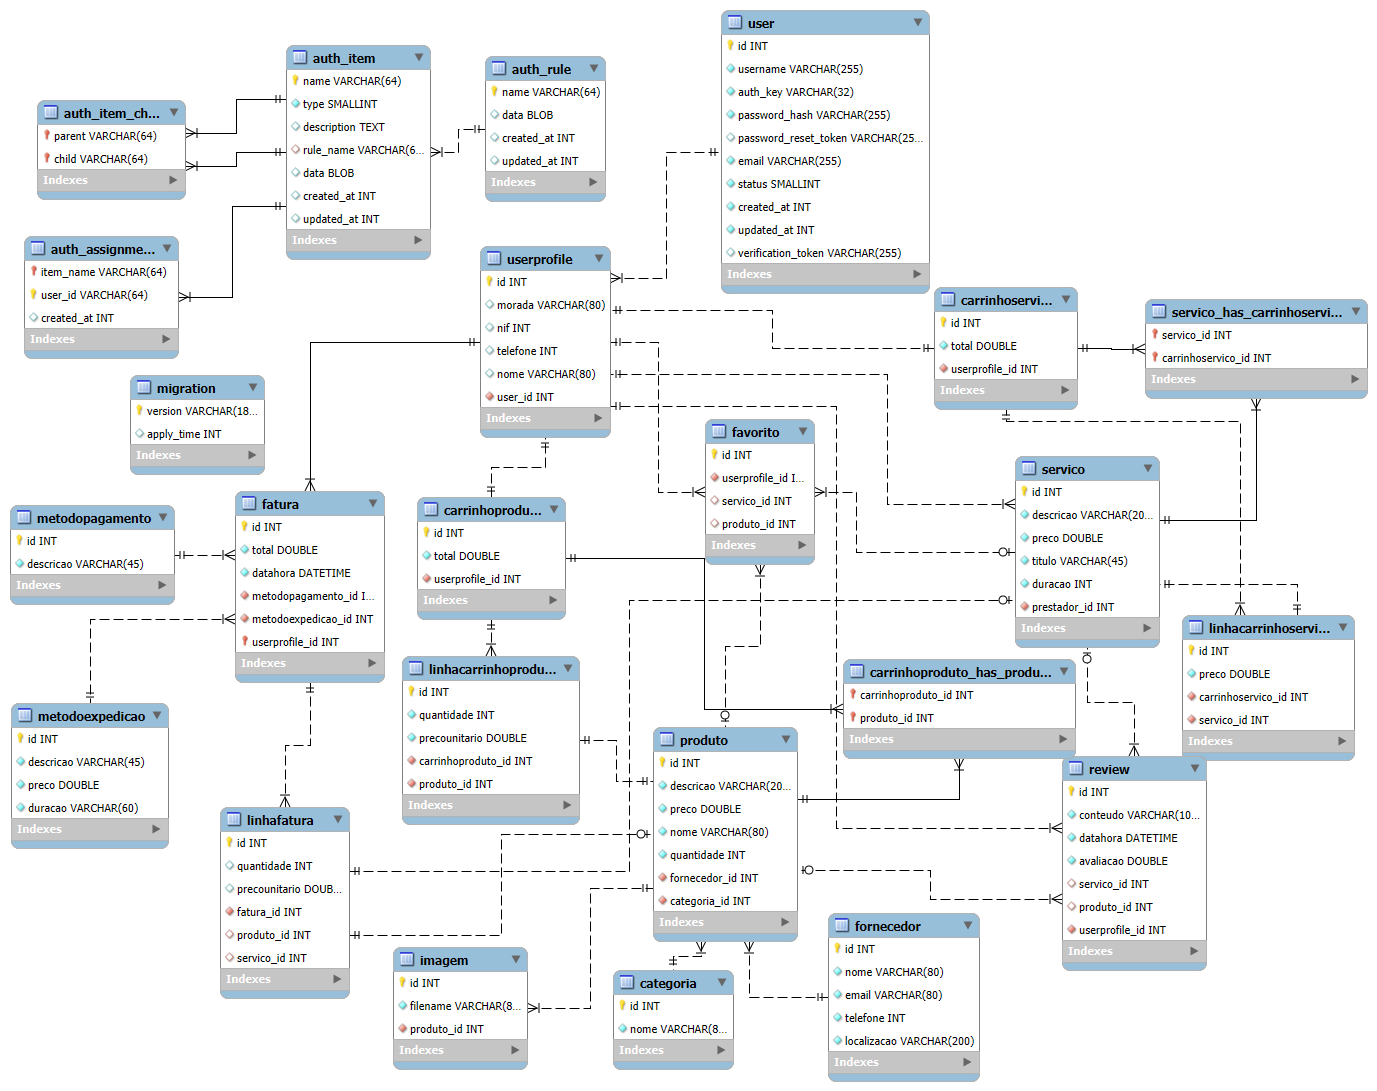 user
id INT
username VARCHAR(255)
auth_key VARCHAR(32)
password_hash VARCHAR(255)
password_reset_token VARCHAR(25...
email VARCHAR(255)
status SMALLINT
created_at INT
updated_at INT
verification_token VARCHAR(255)
Indexes
auth_item
name VARCHAR(64)
type SMALLINT
description TEXT
rule_name VARCHAR(6...
data BLOB
created_at INT
updated_at INT
Indexes
auth_rule
name VARCHAR(64)
data BLOB
created_at INT
updated_at INT
Indexes
auth_item_ch...
parent VARCHAR(64)
child VARCHAR(64)
Indexes
auth_assignme...
item_name VARCHAR(64)
user_id VARCHAR(64)
created_at INT
Indexes
userprofile
id INT
morada VARCHAR(80)
nif INT
telefone INT
nome VARCHAR(80)
user_id INT
Indexes
carrinhoservi...
id INT
total DOUBLE
userprofile_id INT
Indexes
servico_has_carrinhoservi...
servico_id INT
carrinhoservico_id INT
Indexes
migration
version VARCHAR(18...
apply_time INT
Indexes
favorito
id INT
userprofile_id I...
servico_id INT
produto_id INT
Indexes
servico
id INT
descricao VARCHAR(20...
preco DOUBLE
titulo VARCHAR(45)
duracao INT
prestador_id INT
Indexes
fatura
id INT
total DOUBLE
datahora DATETIME
metodopagamento_id I...
metodoexpedicao_id INT
userprofile_id INT
Indexes
carrinhoprodu...
id INT
total DOUBLE
userprofile_id INT
Indexes
metodopagamento
id INT
descricao VARCHAR(45)
Indexes
linhacarrinhoservi...
id INT
preco DOUBLE
carrinhoservico_id INT
servico_id INT
Indexes
linhacarrinhoprodu...
id INT
quantidade INT
precounitario DOUBLE
carrinhoproduto_id INT
produto_id INT
Indexes
carrinhoproduto_has_produ...
carrinhoproduto_id INT
produto_id INT
Indexes
metodoexpedicao
id INT
descricao VARCHAR(45)
preco DOUBLE
duracao VARCHAR(60)
Indexes
produto
id INT
descricao VARCHAR(20...
preco DOUBLE
nome VARCHAR(80)
quantidade INT
fornecedor_id INT
categoria_id INT
Indexes
review
id INT
conteudo VARCHAR(10...
datahora DATETIME
avaliacao DOUBLE
servico_id INT
produto_id INT
userprofile_id INT
Indexes
linhafatura
id INT
quantidade INT
precounitario DOUB...
fatura_id INT
produto_id INT
servico_id INT
Indexes
fornecedor
id INT
nome VARCHAR(80)
email VARCHAR(80)
telefone INT
localizacao VARCHAR(200)
Indexes
imagem
id INT
filename VARCHAR(8...
produto_id INT
Indexes
categoria
id INT
nome VARCHAR(8...
Indexes